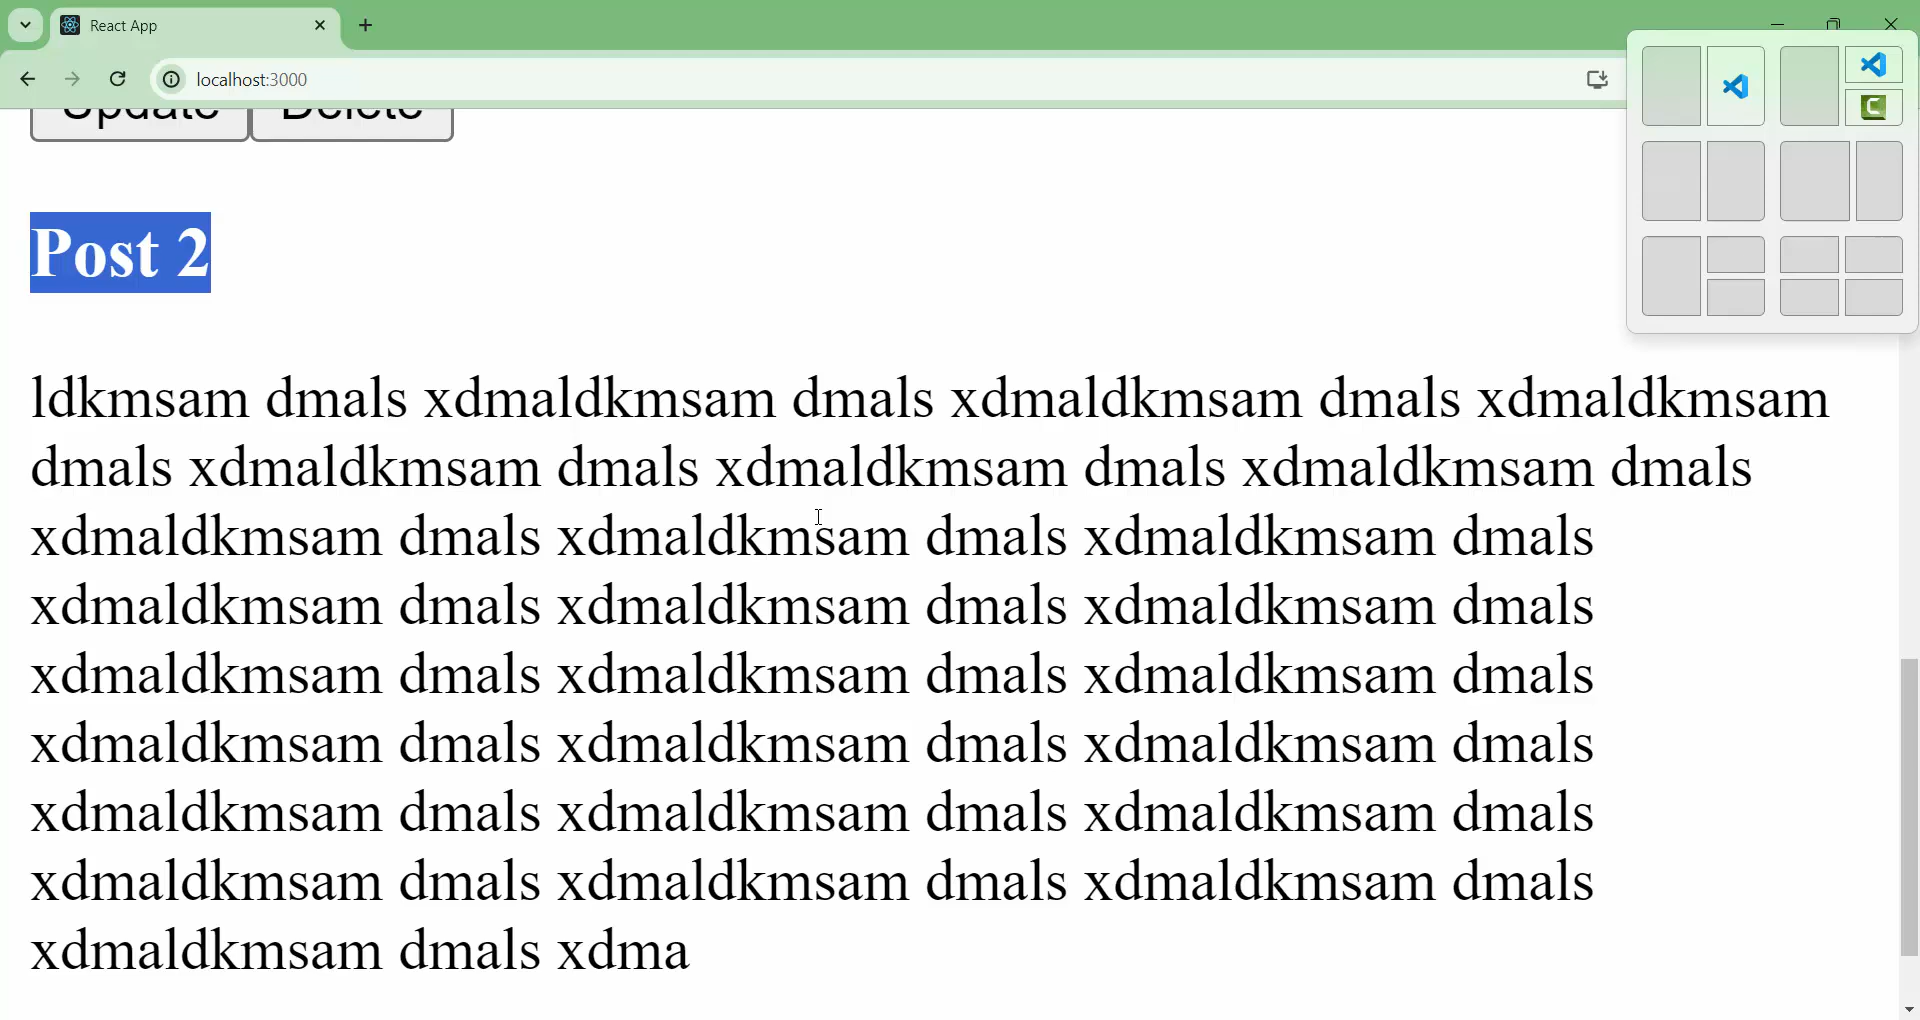 React App
localhost:3000
Update Delete
Post 2
ldkmsam dmals xdmaldkmsam dmals xdmaldkmsam dmals xdmaldkmsam
dmals xdmaldkmsam dmals xdmaldkmsam dmals xdmaldkmsam dmals
xdmaldkmsam dmals xdmaldkmsam dmals xdmaldkmsam dmals
xdmaldkmsam dmals xdmaldkmsam dmals xdmaldkmsam dmals
xdmaldkmsam dmals xdmaldkmsam dmals xdmaldkmsam dmals
xdmaldkmsam dmals xdmaldkmsam dmals xdmaldkmsam dmals
xdmaldkmsam dmals xdmaldkmsam dmals xdmaldkmsam dmals
xdmaldkmsam dmals xdmaldkmsam dmals xdmaldkmsam dmals
xdmaldkmsam dmals xdma